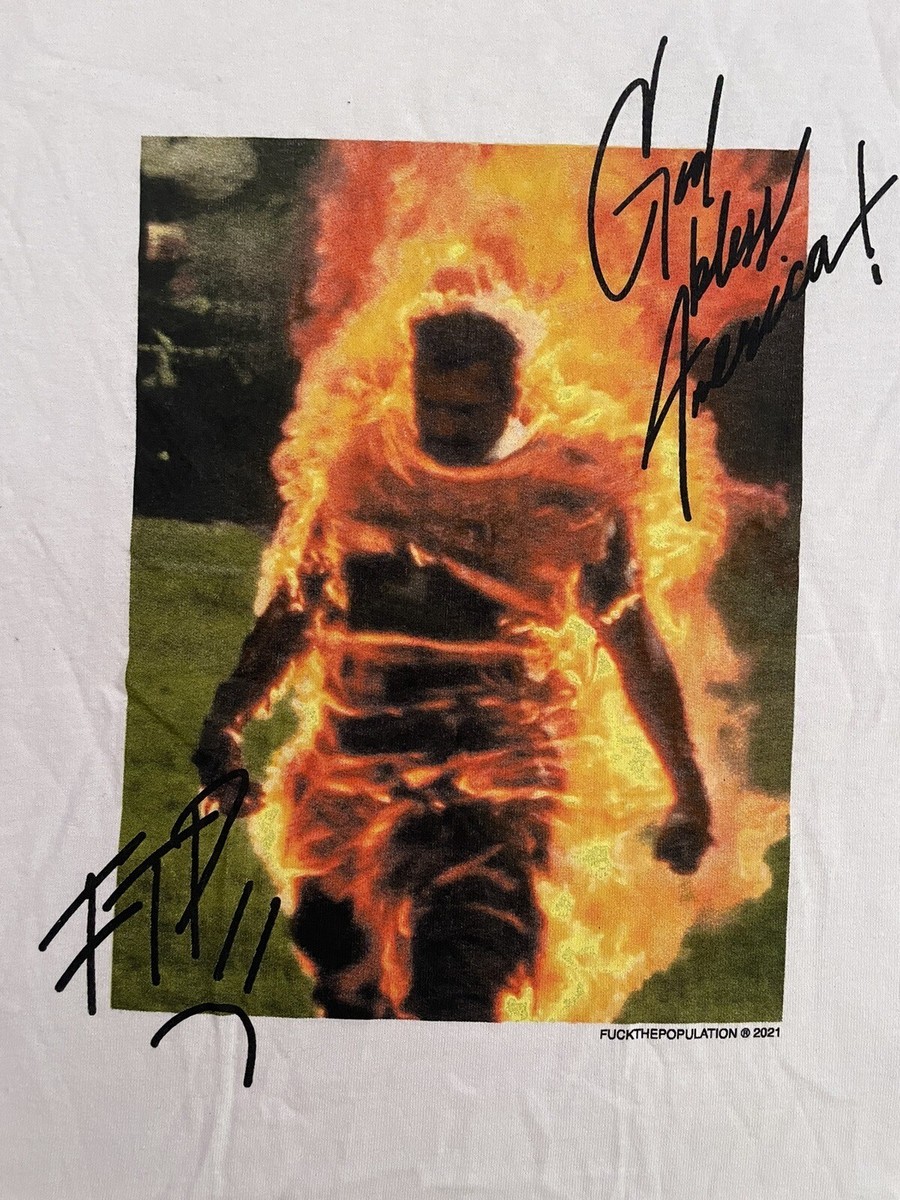 God
bless
America!
FTP
FUCKTHEPOPULATION ® 2021